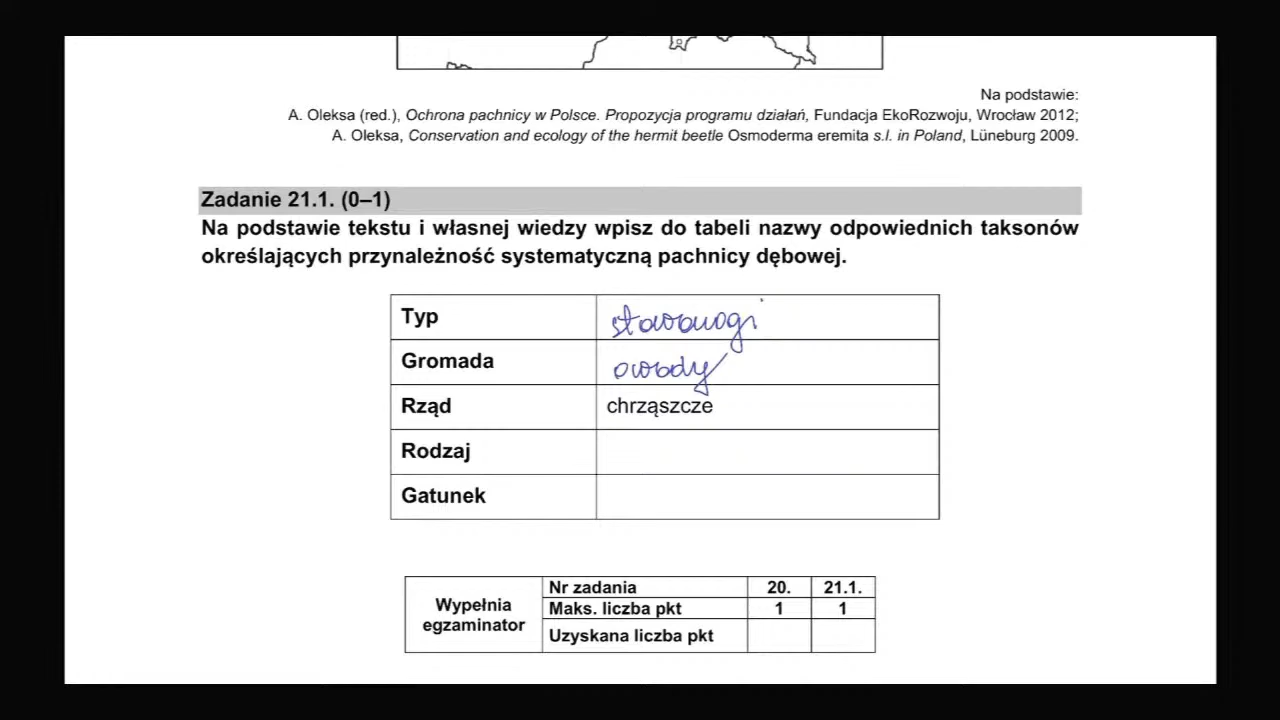 Na podstawie:
A. Oleksa (red.), Ochrona pachnicy w Polsce. Propozycja programu działań, Fundacja EkoRozwoju, Wrocław 2012;
A. Oleksa, Conservation and ecology of the hermit beetle Osmoderma eremita s.l. in Poland, Lüneburg 2009.
Zadanie 21.1. (0–1)
Na podstawie tekstu i własnej wiedzy wpisz do tabeli nazwy odpowiednich taksonów
określających przynależność systematyczną pachnicy dębowej.
Typ stawonogi
Gromada owady
Rząd chrząszcze
Rodzaj
Gatunek
Wypełnia egzaminator
Nr zadania 20. 21.1.
Maks. liczba pkt 1 1
Uzyskana liczba pkt